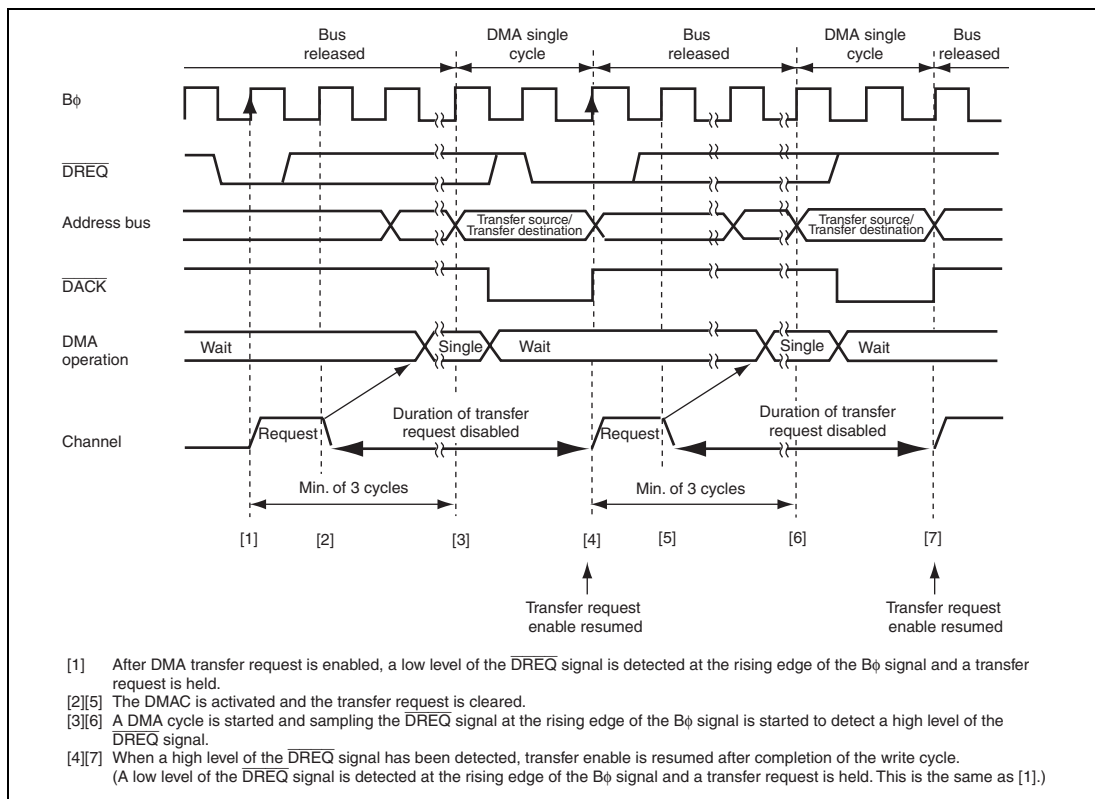 Bus released
DMA single cycle
Bus released
DMA single cycle
Bus released
Bϕ
DREQ
Address bus
Transfer source/
Transfer destination
Transfer source/
Transfer destination
DACK
DMA operation
Wait
Single
Wait
Single
Wait
Channel
Request
Duration of transfer
request disabled
Request
Duration of transfer
request disabled
Min. of 3 cycles
Min. of 3 cycles
[1] [2] [3] [4] [5] [6] [7]
Transfer request
enable resumed
Transfer request
enable resumed
[1] After DMA transfer request is enabled, a low level of the DREQ signal is detected at the rising edge of the Bϕ signal and a transfer
request is held.
[2][5] The DMAC is activated and the transfer request is cleared.
[3][6] A DMA cycle is started and sampling the DREQ signal at the rising edge of the Bϕ signal is started to detect a high level of the
DREQ signal.
[4][7] When a high level of the DREQ signal has been detected, transfer enable is resumed after completion of the write cycle.
(A low level of the DREQ signal is detected at the rising edge of the Bϕ signal and a transfer request is held. This is the same as [1].)